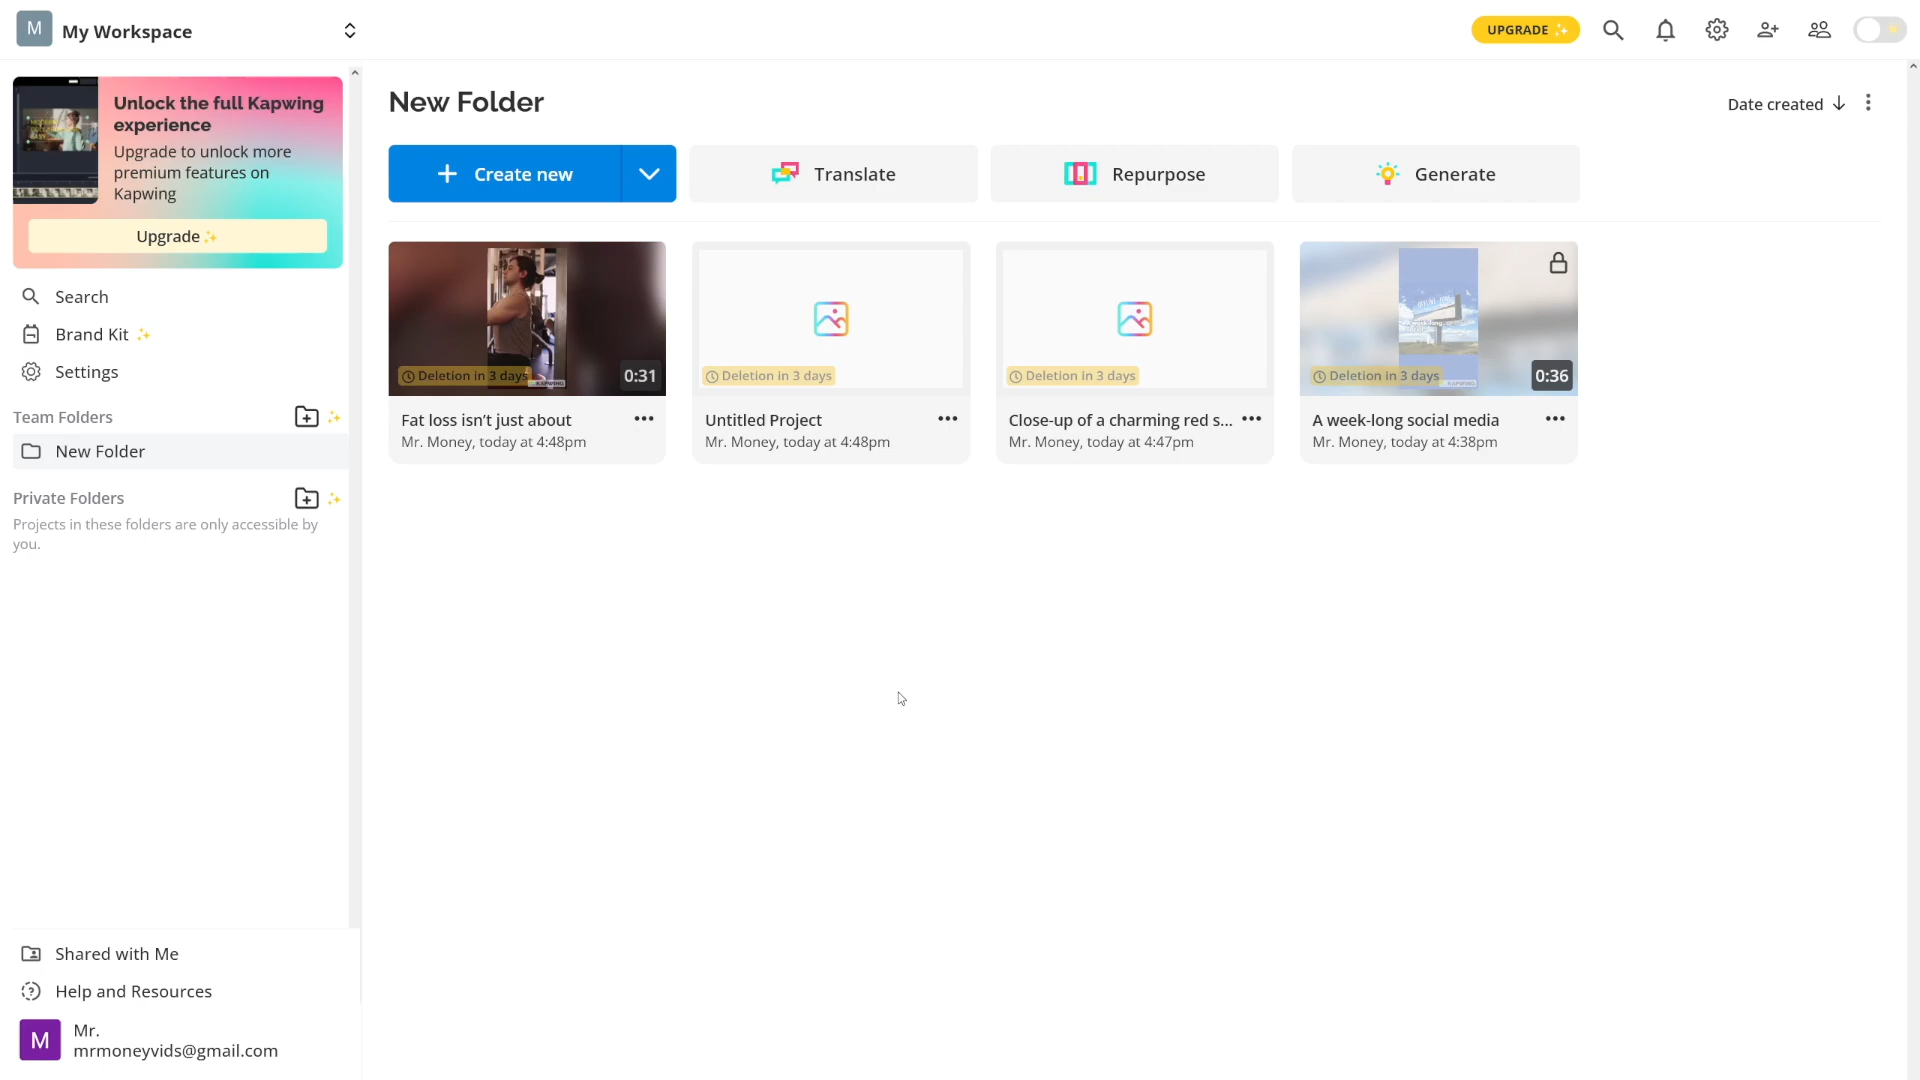 M My Workspace
UPGRADE
Unlock the full Kapwing
experience
Upgrade to unlock more
premium features on
Kapwing
Upgrade
Search
Brand Kit
Settings
Team Folders
New Folder
Private Folders
Projects in these folders are only accessible by
you.
Shared with Me
Help and Resources
M
Mr.
mrmoneyvids@gmail.com
New Folder
Date created
Create new
Translate
Repurpose
Generate
Deletion in 3 days
KAPWING
0:31
Fat loss isn’t just about
Mr. Money, today at 4:48pm
Deletion in 3 days
Untitled Project
Mr. Money, today at 4:48pm
Deletion in 3 days
Close-up of a charming red s...
Mr. Money, today at 4:47pm
Deletion in 3 days
KAPWING
0:36
A week-long social media
Mr. Money, today at 4:38pm